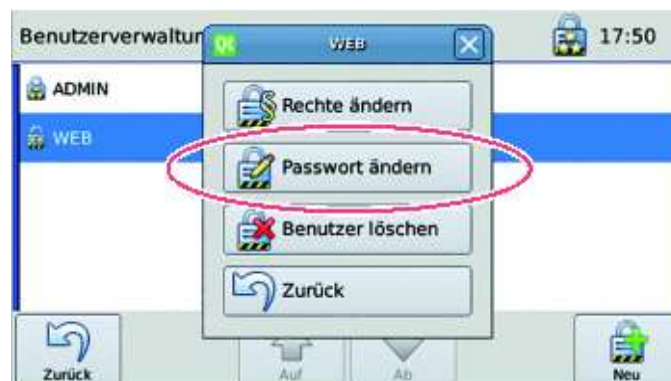 Benutzerverwaltun
WEB
17:50
ADMIN
WEB
Rechte ändern
Passwort ändern
Benutzer löschen
Zurück
Zurück
Auf
Ab
Neu